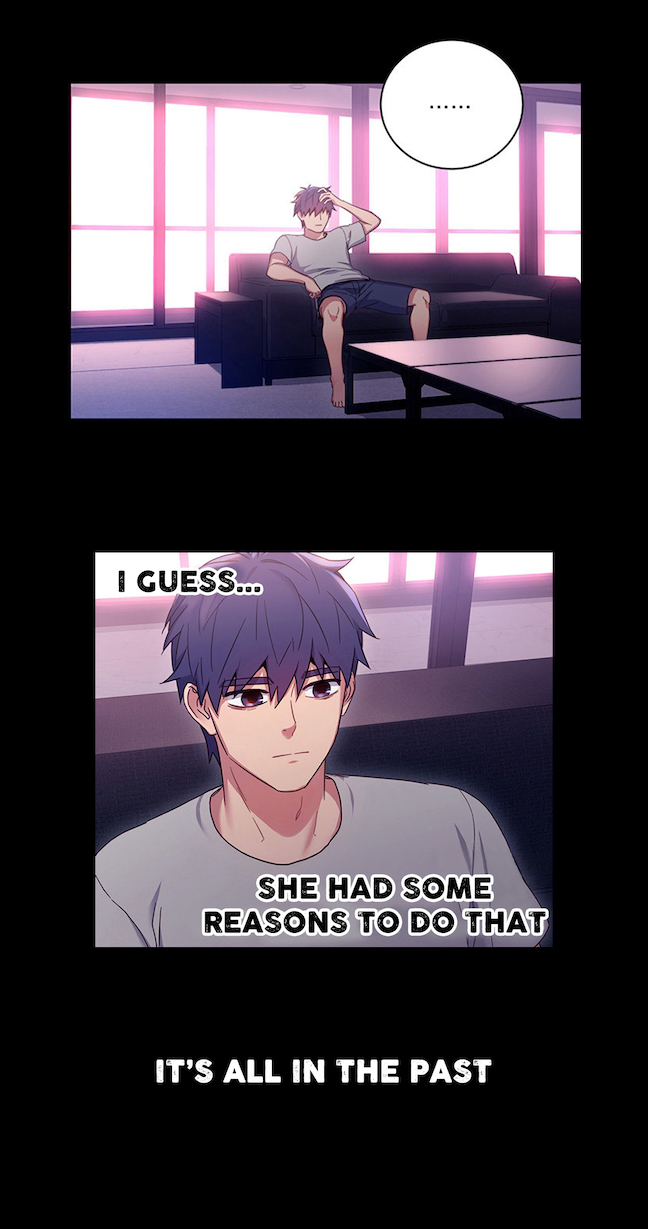 ......
I GUESS...
SHE HAD SOME
REASONS TO DO THAT
IT'S ALL IN THE PAST